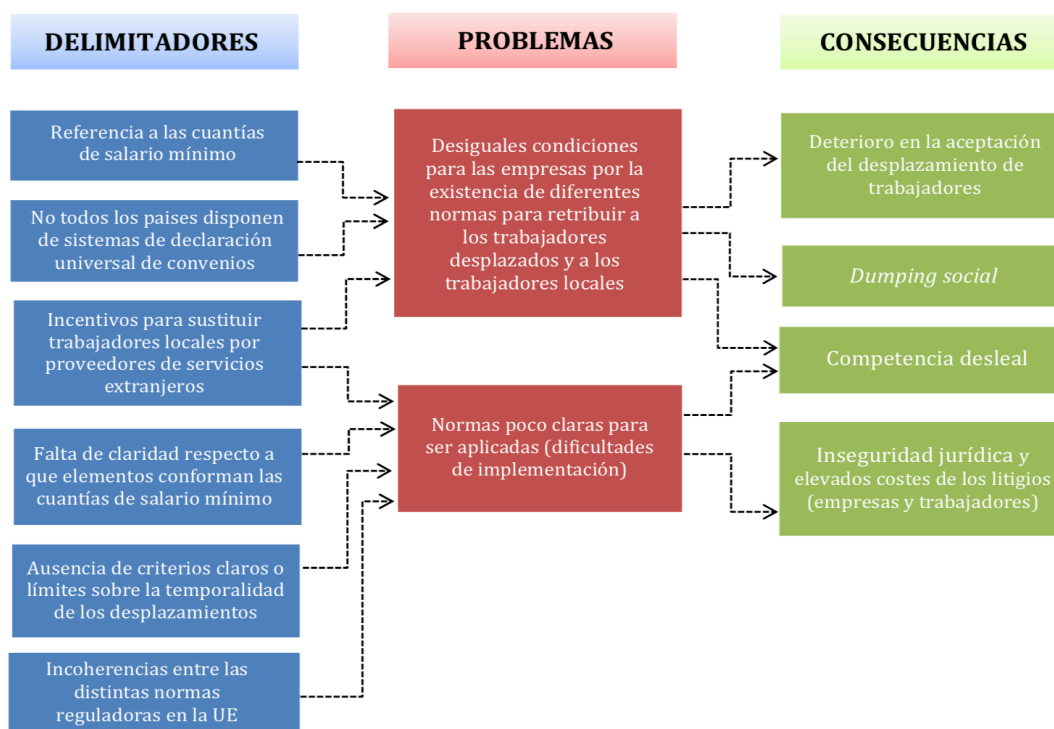 DELIMITADORES
PROBLEMAS
CONSECUENCIAS
Referencia a las cuantías
de salario mínimo
No todos los paises disponen
de sistemas de declaración
universal de convenios
Incentivos para sustituir
trabajadores locales por
proveedores de servicios
extranjeros
Falta de claridad respecto a
que elementos conforman las
cuantías de salario mínimo
Ausencia de criterios claros o
límites sobre la temporalidad
de los desplazamientos
Incoherencias entre las
distintas normas
reguladoras en la UE
Desiguales condiciones
para las empresas por la
existencia de diferentes
normas para retribuir a
los trabajadores
desplazados y a los
trabajadores locales
Normas poco claras para
ser aplicadas (dificultades
de implementación)
Deterioro en la aceptación
del desplazamiento de
trabajadores
Dumping social
Competencia desleal
Inseguridad jurídica y
elevados costes de los litigios
(empresas y trabajadores)